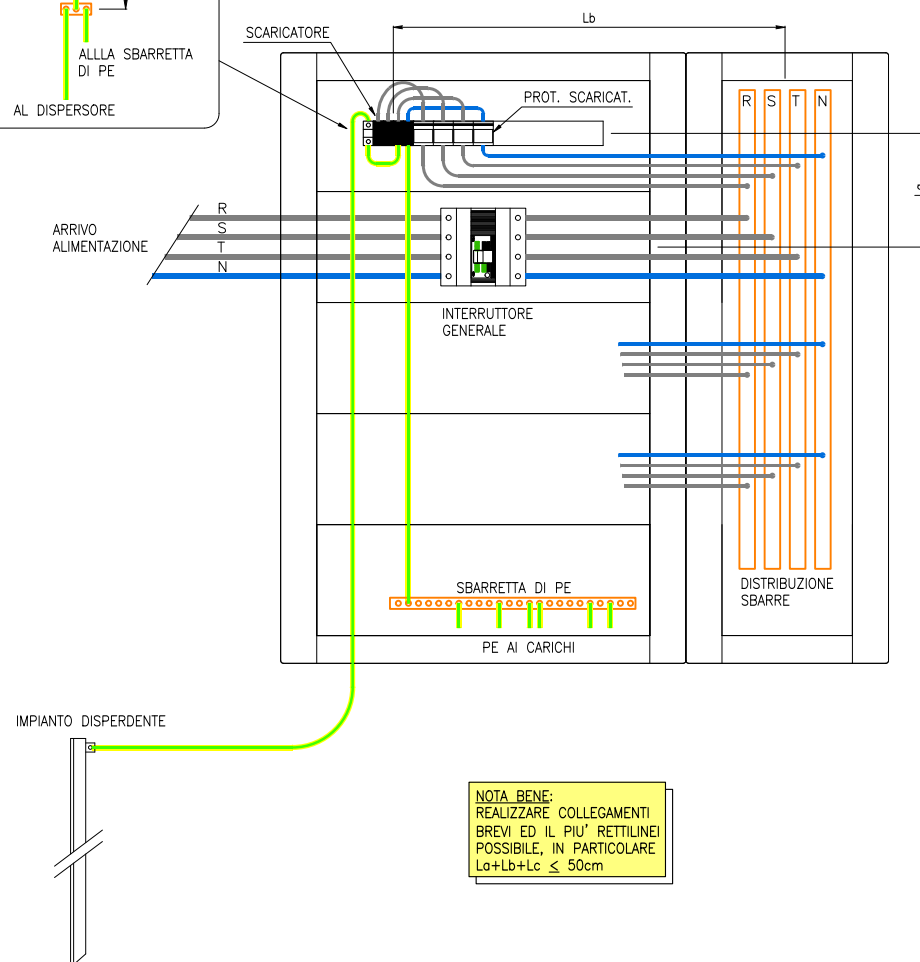 ALLLA SBARRETTA
DI PE
AL DISPERSORE
SCARICATORE
Lb
PROT. SCARICAT.
R S T N
ARRIVO
ALIMENTAZIONE
R
S
T
N
INTERRUTTORE
GENERALE
SBARRETTA DI PE
DISTRIBUZIONE
SBARRE
PE AI CARICHI
IMPIANTO DISPERDENTE
NOTA BENE:
REALIZZARE COLLEGAMENTI
BREVI ED IL PIU' RETTILINEI
POSSIBILE, IN PARTICOLARE
La+Lb+Lc ≤ 50cm